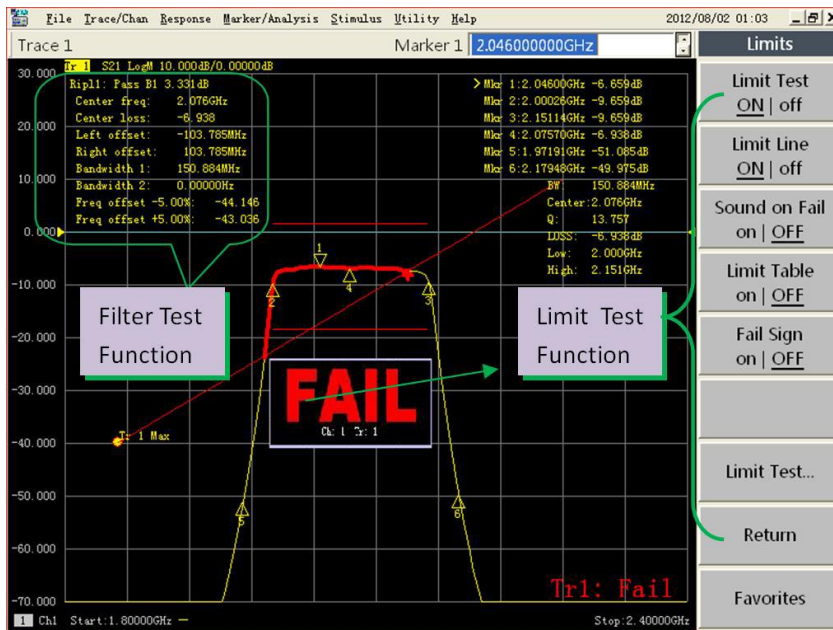 File Trace/Chan Response Marker/Analysis Stimulus Utility Help 2012/08/02 01:03
Trace 1 Marker 1 2.046000000GHz
Limits
Tr 1 S21 LogM 10.000dB/0.00000dB
Ripl1: Pass B1 3.331dB
Center freq: 2.076GHz
Center loss: -6.938
Left offset: -103.785MHz
Right offset: 103.785MHz
Bandwidth 1: 150.884MHz
Bandwidth 2: 0.00000Hz
Freq offset -5.00%: -44.146
Freq offset +5.00%: -43.036
> Mkr 1:2.04600GHz -6.659dB
Mkr 2:2.00026GHz -9.659dB
Mkr 3:2.15114GHz -9.659dB
Mkr 4:2.07570GHz -6.938dB
Mkr 5:1.97191GHz -51.085dB
Mkr 6:2.17948GHz -49.975dB
BW: 150.884MHz
Center:2.076GHz
Q: 13.757
LOSS: -6.938dB
Low: 2.000GHz
High: 2.151GHz
30.000
20.000
10.000
0.000
-10.000
-20.000
-30.000
-40.000
-50.000
-60.000
-70.000
1
2
3
4
5
6
Filter Test
Function
Limit Test
Function
FAIL
Ch: 1 Tr: 1
Tr 1 Max
Tr1: Fail
1 Ch1 Start:1.80000GHz — Stop:2.40000GHz
Limit Test
ON | off
Limit Line
ON | off
Sound on Fail
on | OFF
Limit Table
on | OFF
Fail Sign
on | OFF
Limit Test...
Return
Favorites